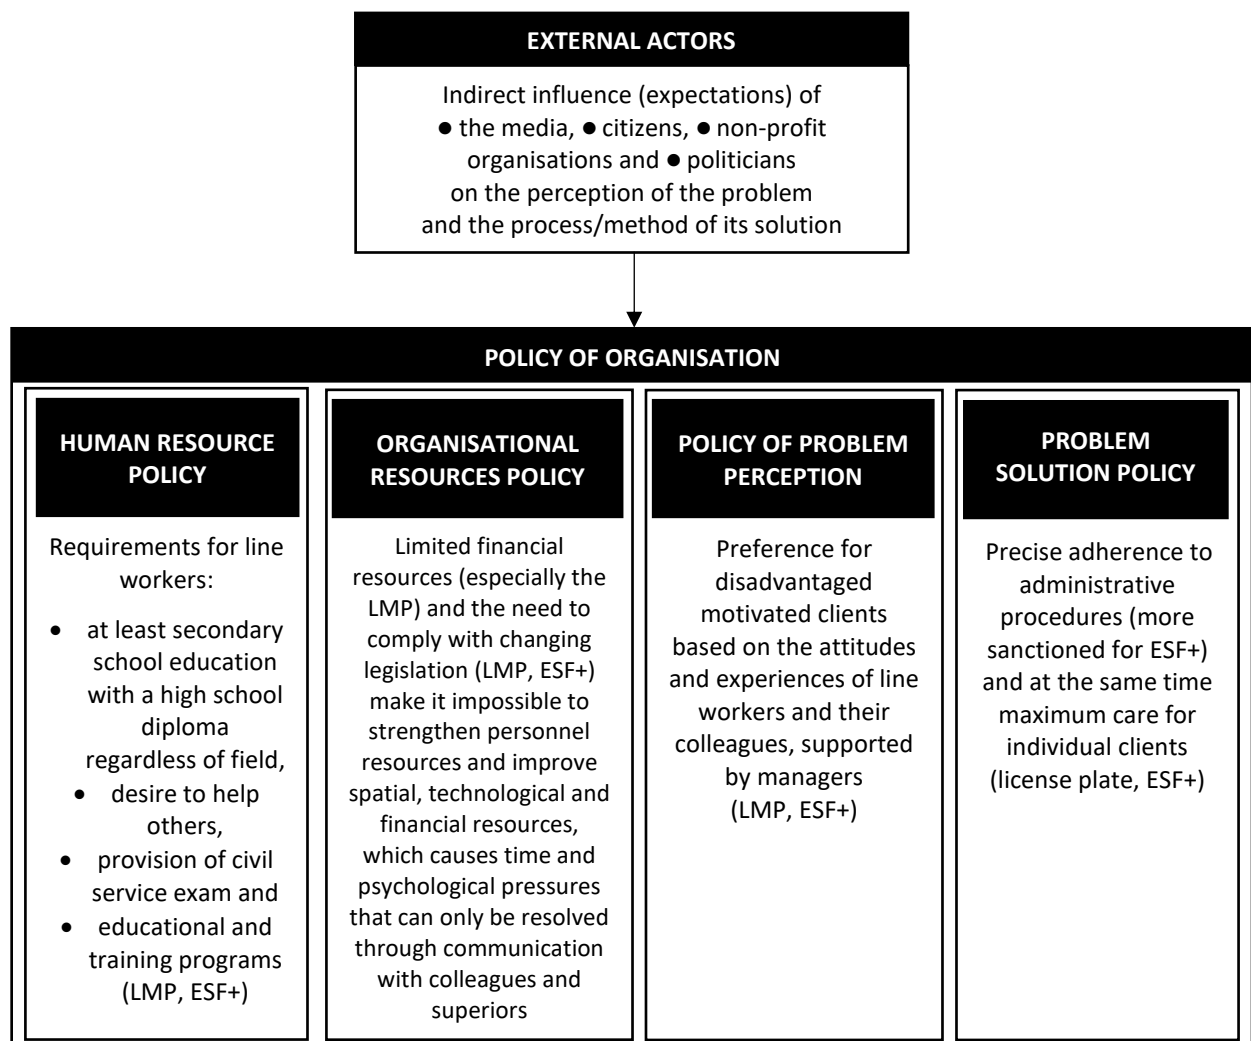 EXTERNAL ACTORS
Indirect influence (expectations) of
● the media, ● citizens, ● non-profit
organisations and ● politicians
on the perception of the problem
and the process/method of its solution
POLICY OF ORGANISATION
HUMAN RESOURCE
POLICY
Requirements for line
workers:
• at least secondary
school education
with a high school
diploma
regardless of field,
• desire to help
others,
• provision of civil
service exam and
• educational and
training programs
(LMP, ESF+)
ORGANISATIONAL
RESOURCES POLICY
Limited financial
resources (especially the
LMP) and the need to
comply with changing
legislation (LMP, ESF+)
make it impossible to
strengthen personnel
resources and improve
spatial, technological and
financial resources,
which causes time and
psychological pressures
that can only be resolved
through communication
with colleagues and
superiors
POLICY OF PROBLEM
PERCEPTION
Preference for
disadvantaged
motivated clients
based on the attitudes
and experiences of line
workers and their
colleagues, supported
by managers
(LMP, ESF+)
PROBLEM
SOLUTION POLICY
Precise adherence to
administrative
procedures (more
sanctioned for ESF+)
and at the same time
maximum care for
individual clients
(license plate, ESF+)